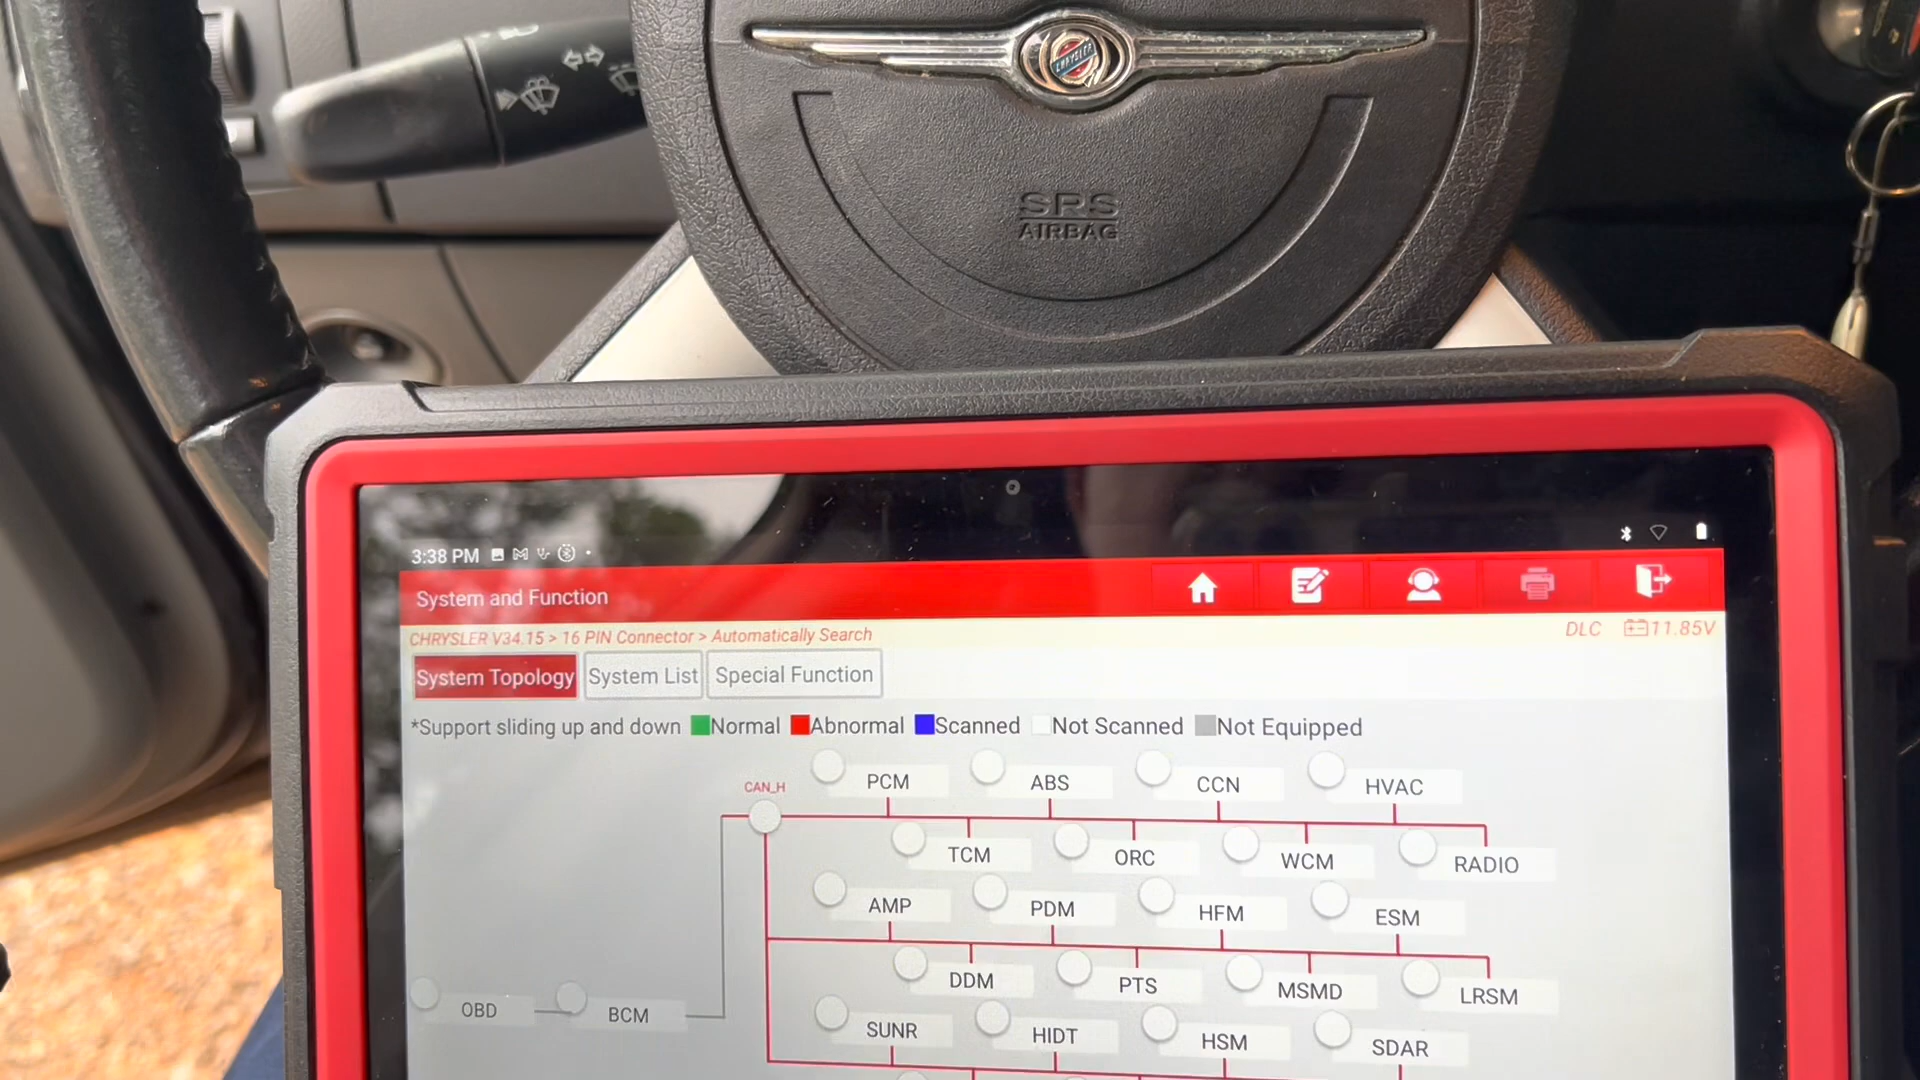 CHRYSLER
SRS
AIRBAG
3:38 PM
System and Function
CHRYSLER V34.15 > 16 PIN Connector > Automatically Search
DLC 11.85V
System Topology System List Special Function
*Support sliding up and down Normal Abnormal Scanned Not Scanned Not Equipped
CAN_H
PCM ABS CCN HVAC
TCM ORC WCM RADIO
AMP PDM HFM ESM
DDM PTS MSMD LRSM
OBD BCM
SUNR HIDT HSM SDAR